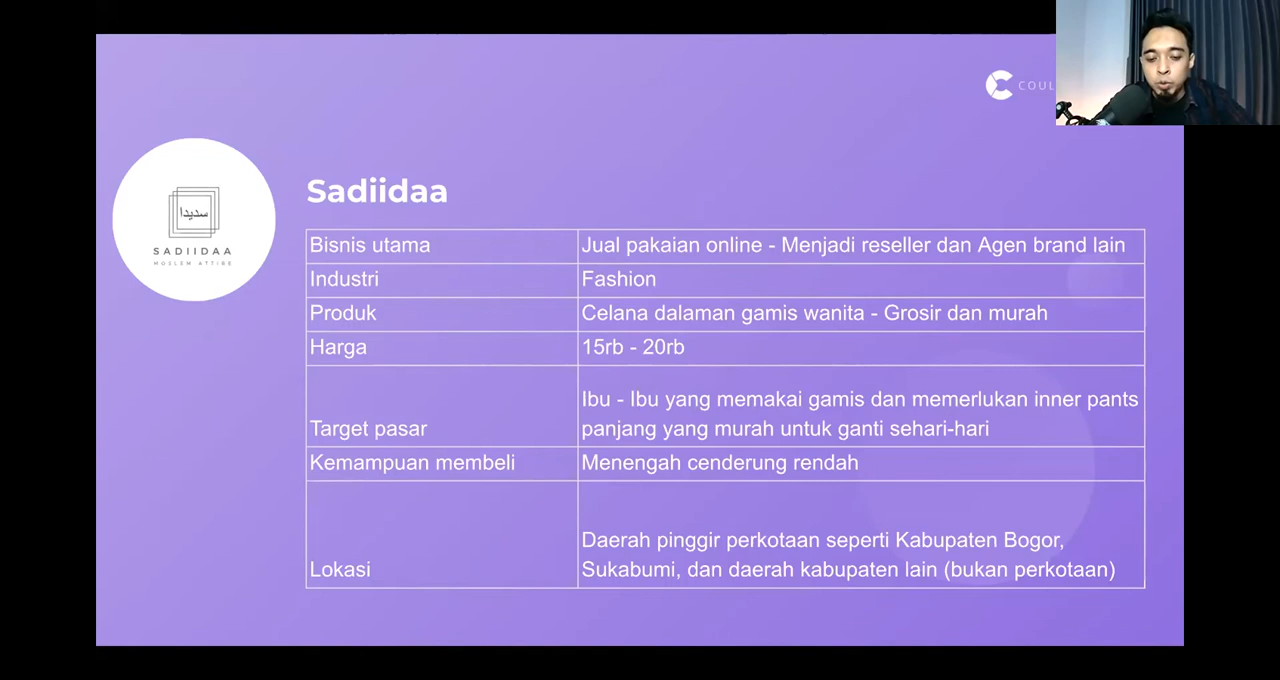 COUL
سديدا
SADIIDAA
MOSLEM ATTIRE
Sadiidaa
Bisnis utama
Jual pakaian online - Menjadi reseller dan Agen brand lain
Industri
Fashion
Produk
Celana dalaman gamis wanita - Grosir dan murah
Harga
15rb - 20rb
Target pasar
Ibu - Ibu yang memakai gamis dan memerlukan inner pants
panjang yang murah untuk ganti sehari-hari
Kemampuan membeli
Menengah cenderung rendah
Lokasi
Daerah pinggir perkotaan seperti Kabupaten Bogor,
Sukabumi, dan daerah kabupaten lain (bukan perkotaan)